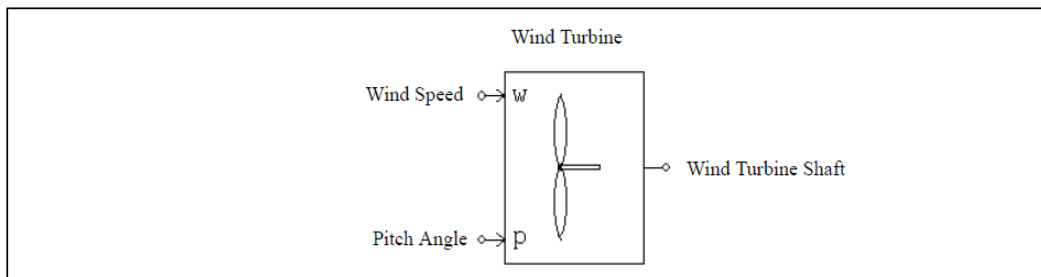 Wind Turbine
Wind Speed
w
Wind Turbine Shaft
Pitch Angle
p